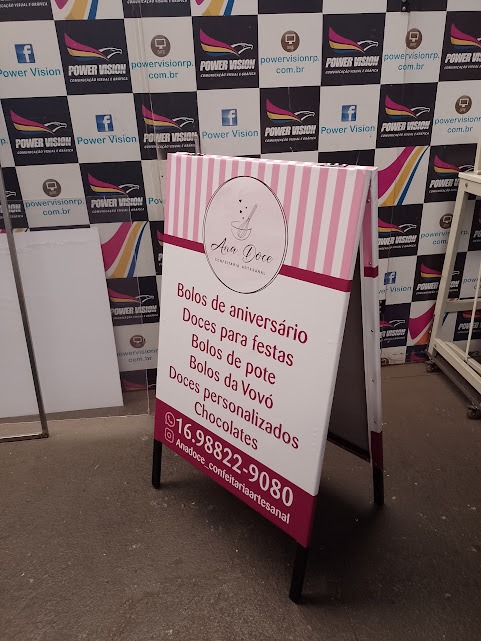 Ana Doce
CONFEITARIA ARTESANAL
Bolos de aniversário
Doces para festas
Bolos de pote
Bolos da Vovó
Doces personalizados
Chocolates
16.98822-9080
Anadoce_confeitariaartesanal
POWER VISION
COMUNICAÇÃO VISUAL E GRÁFICA
Power Vision
powervisionrp.
com.br